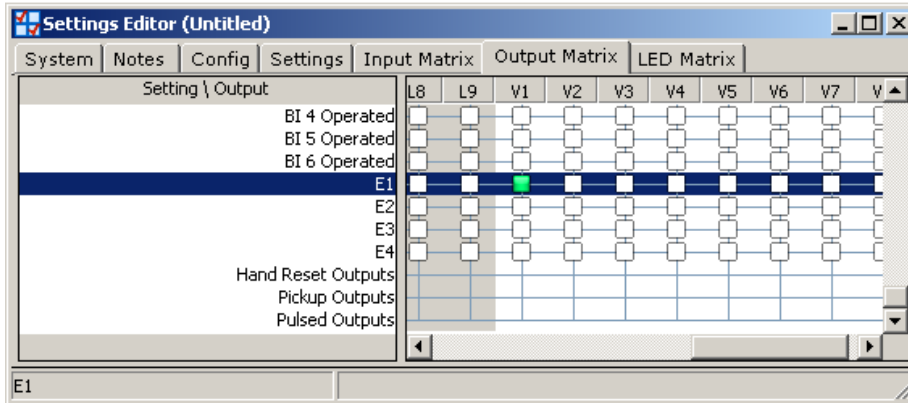 Settings Editor (Untitled)
System Notes Config Settings Input Matrix Output Matrix LED Matrix
Setting \ Output L8 L9 V1 V2 V3 V4 V5 V6 V7 V
BI 4 Operated
BI 5 Operated
BI 6 Operated
E1
E2
E3
E4
Hand Reset Outputs
Pickup Outputs
Pulsed Outputs
E1